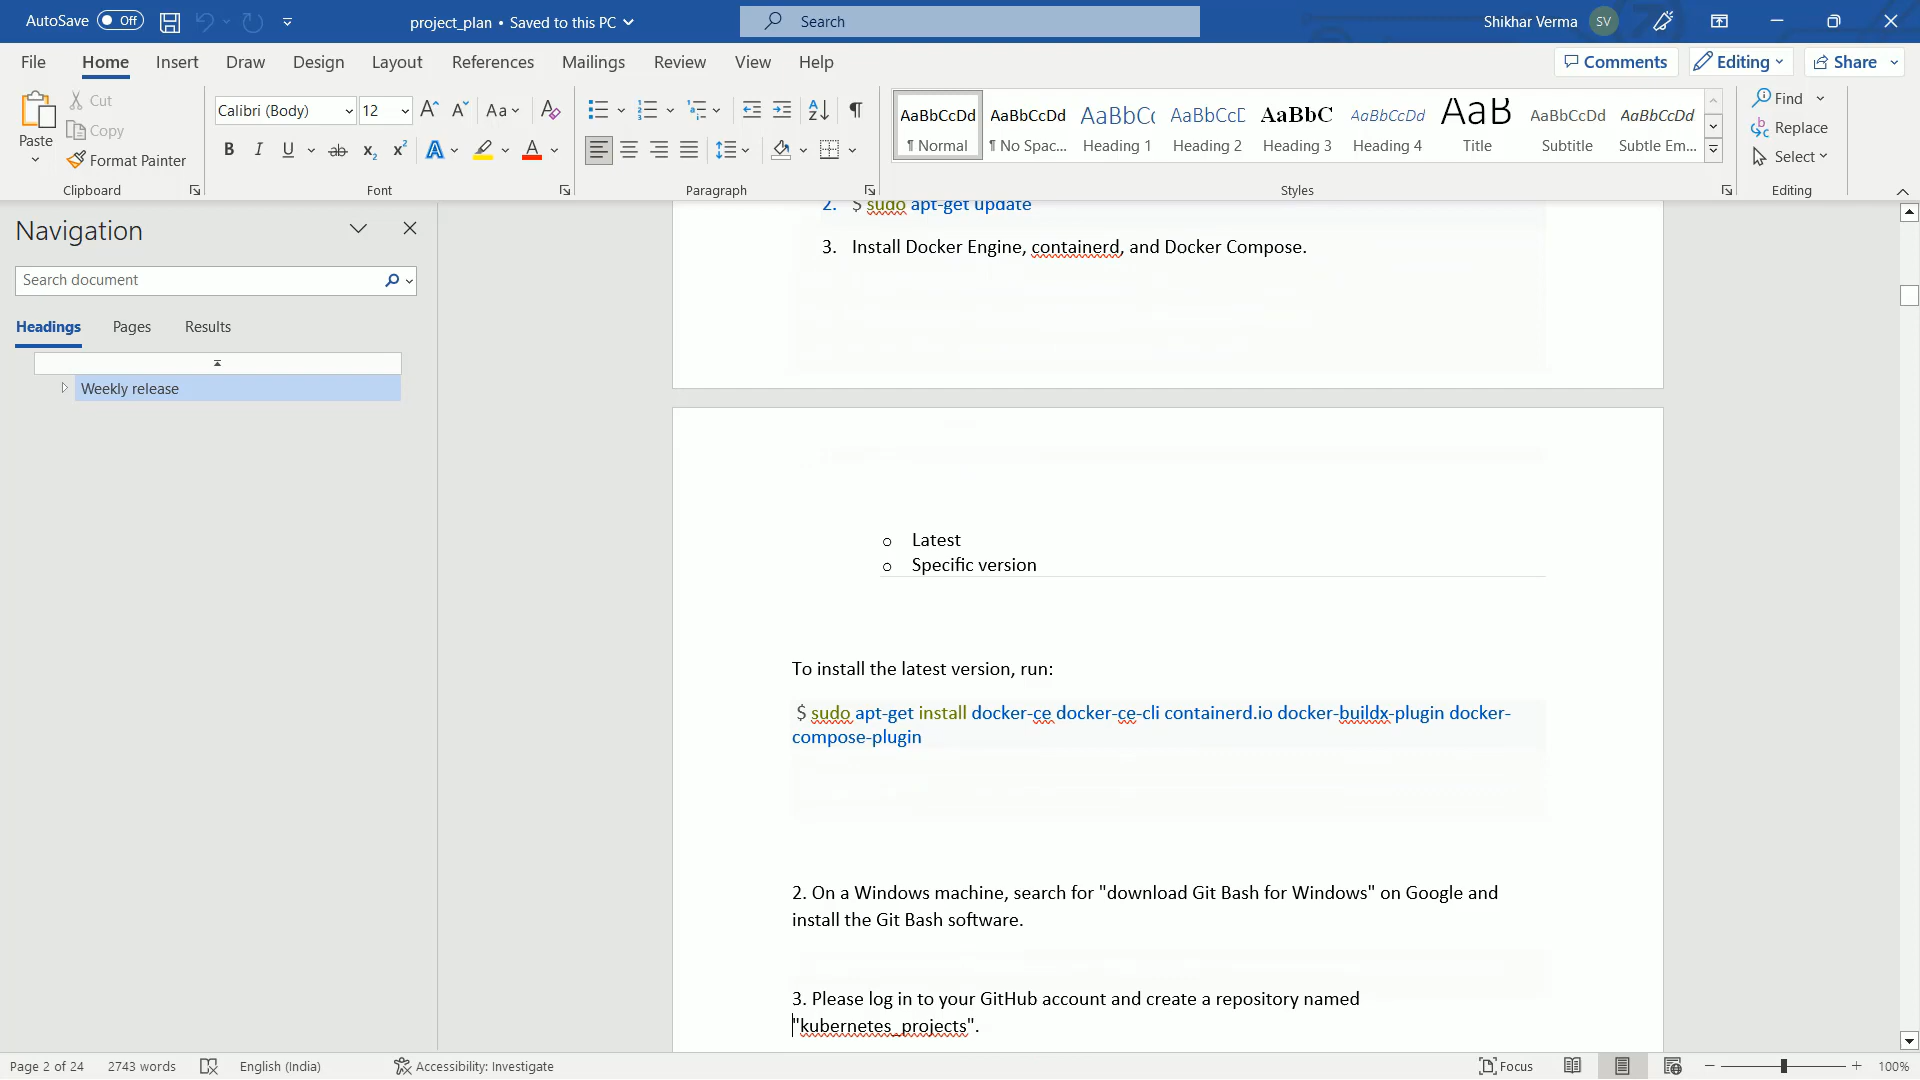 AutoSave Off project_plan • Saved to this PC Search Shikhar Verma SV
File Home Insert Draw Design Layout References Mailings Review View Help Comments Editing Share
Paste Cut Copy Format Painter
Calibri (Body) 12 Aa
B I U ab x₂ x² A A
AaBbCcDd AaBbCcDd AaBbCc AaBbCcD AaBbC AaBbCcDd AaB AaBbCcDd AaBbCcDd
¶ Normal ¶ No Spac... Heading 1 Heading 2 Heading 3 Heading 4 Title Subtitle Subtle Em...
Find
Replace
Select
Clipboard Font Paragraph Styles Editing
Navigation
Search document
Headings Pages Results
Weekly release
2. $ sudo apt-get update
3. Install Docker Engine, containerd, and Docker Compose.
o Latest
o Specific version
To install the latest version, run:
$ sudo apt-get install docker-ce docker-ce-cli containerd.io docker-buildx-plugin docker-
compose-plugin
2. On a Windows machine, search for "download Git Bash for Windows" on Google and
install the Git Bash software.
3. Please log in to your GitHub account and create a repository named
"kubernetes_projects".
Page 2 of 24 2743 words English (India) Accessibility: Investigate Focus 100%